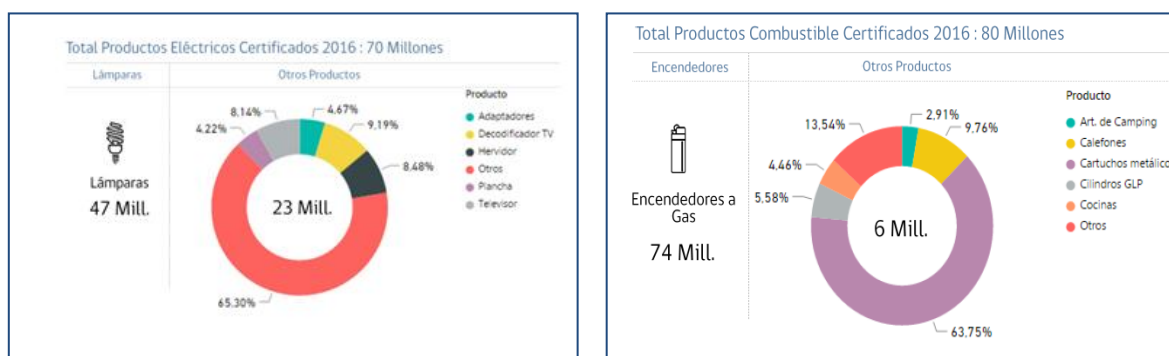 Total Productos Eléctricos Certificados 2016 : 70 Millones
Lámparas
Otros Productos
Lámparas
47 Mill.
8.14%
4.67%
4.22%
9.19%
8.48%
23 Mill.
65.30%
Producto
Adaptadores
Decodificador TV
Hervidor
Otros
Plancha
Televisor
Total Productos Combustible Certificados 2016 : 80 Millones
Encendedores
Otros Productos
Encendedores a
Gas
74 Mill.
13,54%
2,91%
9.76%
4,46%
5,58%
6 Mill.
63.75%
Producto
Art. de Camping
Calefones
Cartuchos metálico
Cilindros GLP
Cocinas
Otros